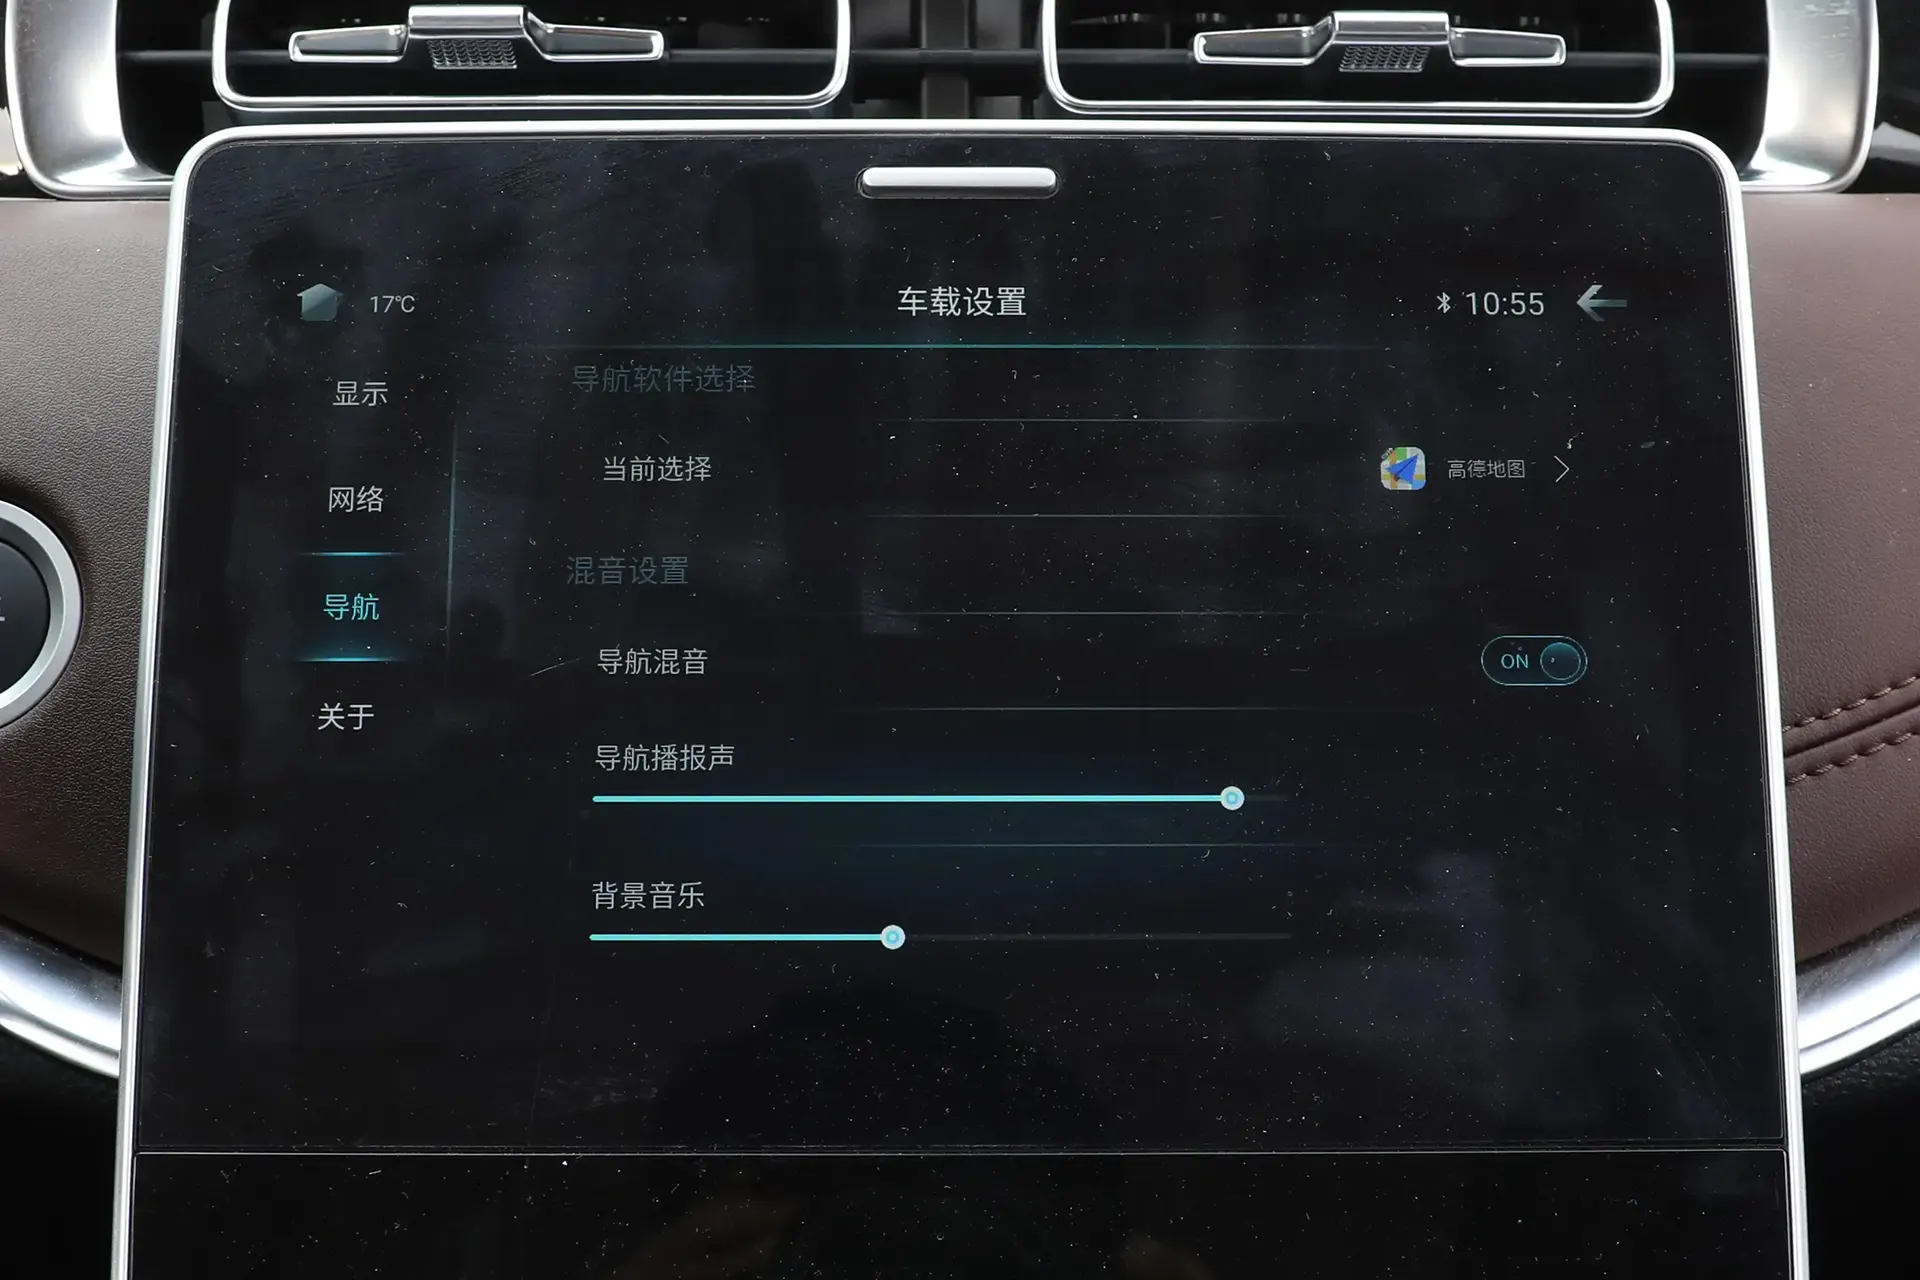 17℃
车载设置
10:55
显示
网络
导航
关于
导航软件选择
当前选择
高德地图
混音设置
导航混音
ON
导航播报声
背景音乐